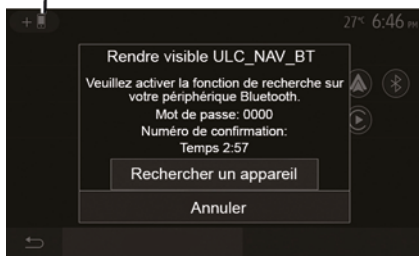 27°c 6:46 PM
Rendre visible ULC_NAV_BT
Veuillez activer la fonction de recherche sur
votre périphérique Bluetooth.
Mot de passe: 0000
Numéro de confirmation:
Temps 2:57
Rechercher un appareil
Annuler